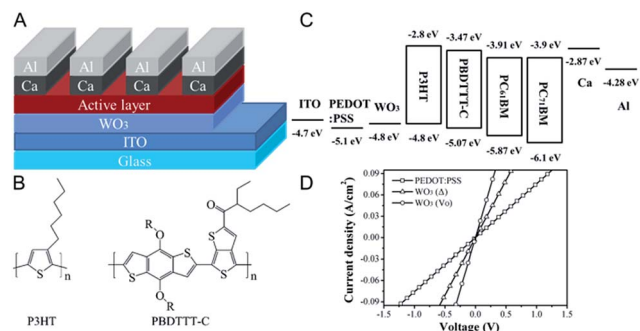 A
Al Al Al Al
Ca Ca Ca Ca
Active layer
WO3
ITO
Glass
B
n
P3HT
R
O
S
S
O
R
O
S
S
n
PBDTTT-C
C
ITO PEDOT:PSS WO3
-4.7 eV
-5.1 eV
-4.8 eV
-2.8 eV
P3HT
-4.8 eV
-3.47 eV
PBDTTT-C
-5.07 eV
-3.91 eV
PC61BM
-5.87 eV
-3.9 eV
PC71BM
-6.1 eV
-2.87 eV
Ca
-4.28 eV
Al
D
PEDOT:PSS
WO3 (Δ)
WO3 (Vo)
Current density (A/cm2)
0.09
0.06
0.03
0.00
-0.03
-0.06
-0.09
-1.5 -1.0 -0.5 0.0 0.5 1.0 1.5
Voltage (V)